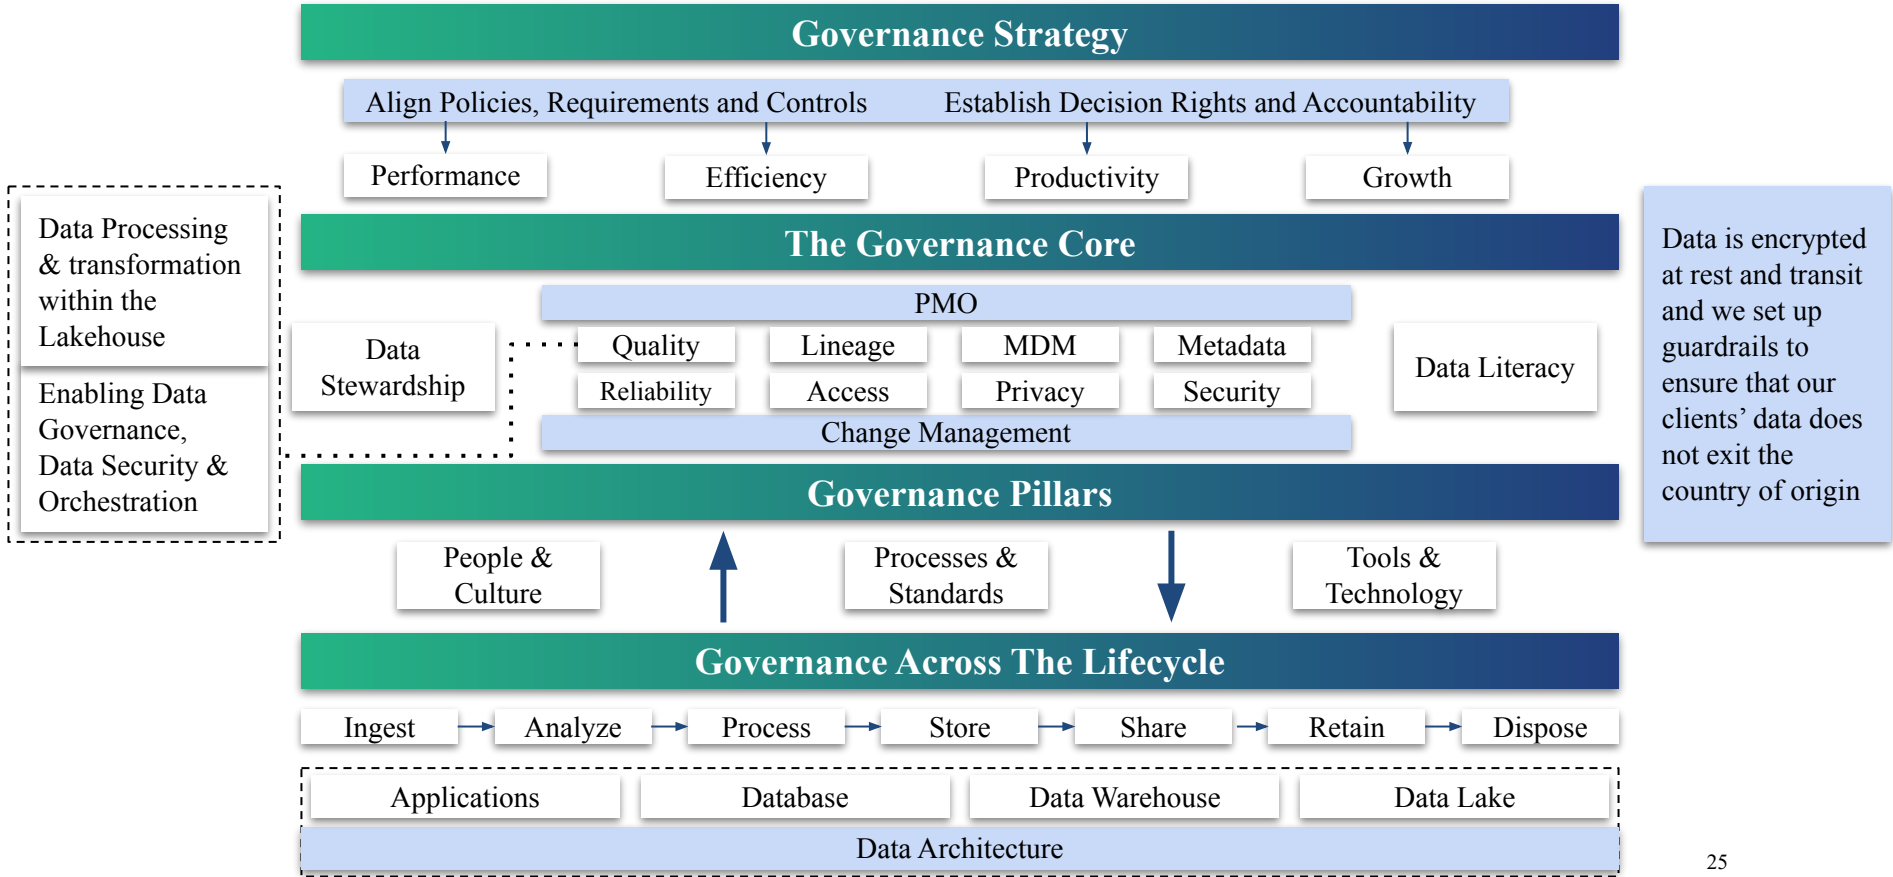 Governance Strategy
Align Policies, Requirements and Controls
Establish Decision Rights and Accountability
Performance
Efficiency
Productivity
Growth
Data Processing
& transformation
within the
Lakehouse
Enabling Data
Governance,
Data Security &
Orchestration
The Governance Core
PMO
Data
Stewardship
Quality
Lineage
MDM
Metadata
Reliability
Access
Privacy
Security
Change Management
Data Literacy
Data is encrypted
at rest and transit
and we set up
guardrails to
ensure that our
clients’ data does
not exit the
country of origin
Governance Pillars
People &
Culture
Processes &
Standards
Tools &
Technology
Governance Across The Lifecycle
Ingest
Analyze
Process
Store
Share
Retain
Dispose
Applications
Database
Data Warehouse
Data Lake
Data Architecture
25